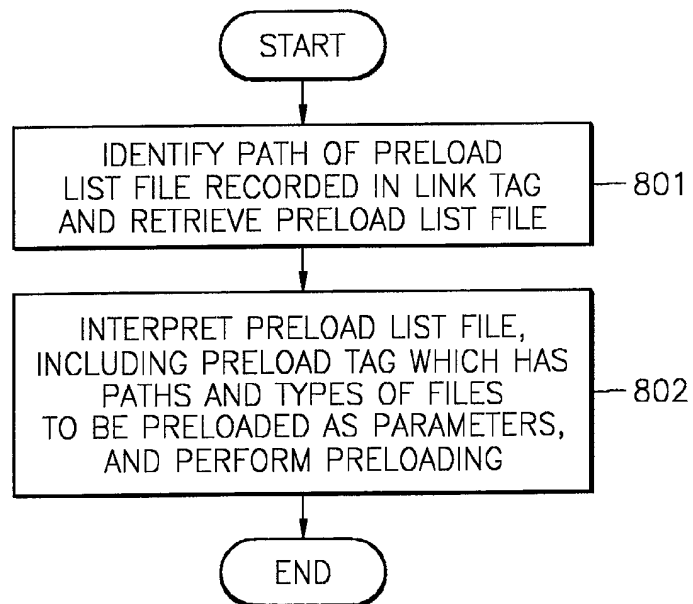 START
IDENTIFY PATH OF PRELOAD
LIST FILE RECORDED IN LINK TAG
AND RETRIEVE PRELOAD LIST FILE
801
INTERPRET PRELOAD LIST FILE,
INCLUDING PRELOAD TAG WHICH HAS
PATHS AND TYPES OF FILES
TO BE PRELOADED AS PARAMETERS,
AND PERFORM PRELOADING
802
END